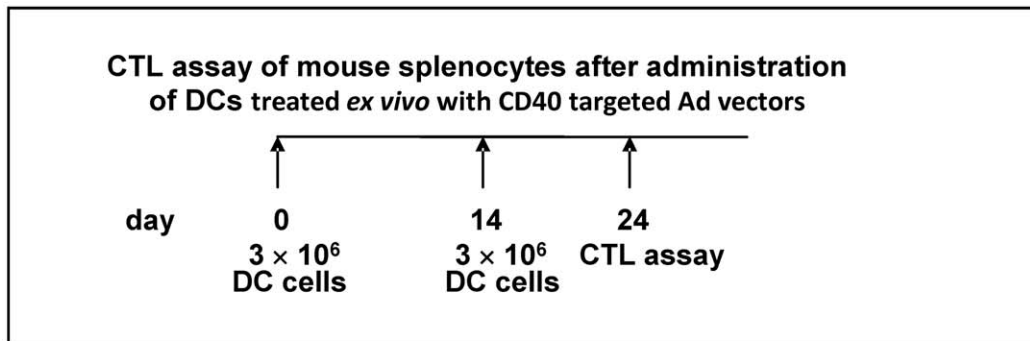 CTL assay of mouse splenocytes after administration
of DCs treated ex vivo with CD40 targeted Ad vectors
day 0 14 24
3 × 10⁶ 3 × 10⁶ CTL assay
DC cells DC cells